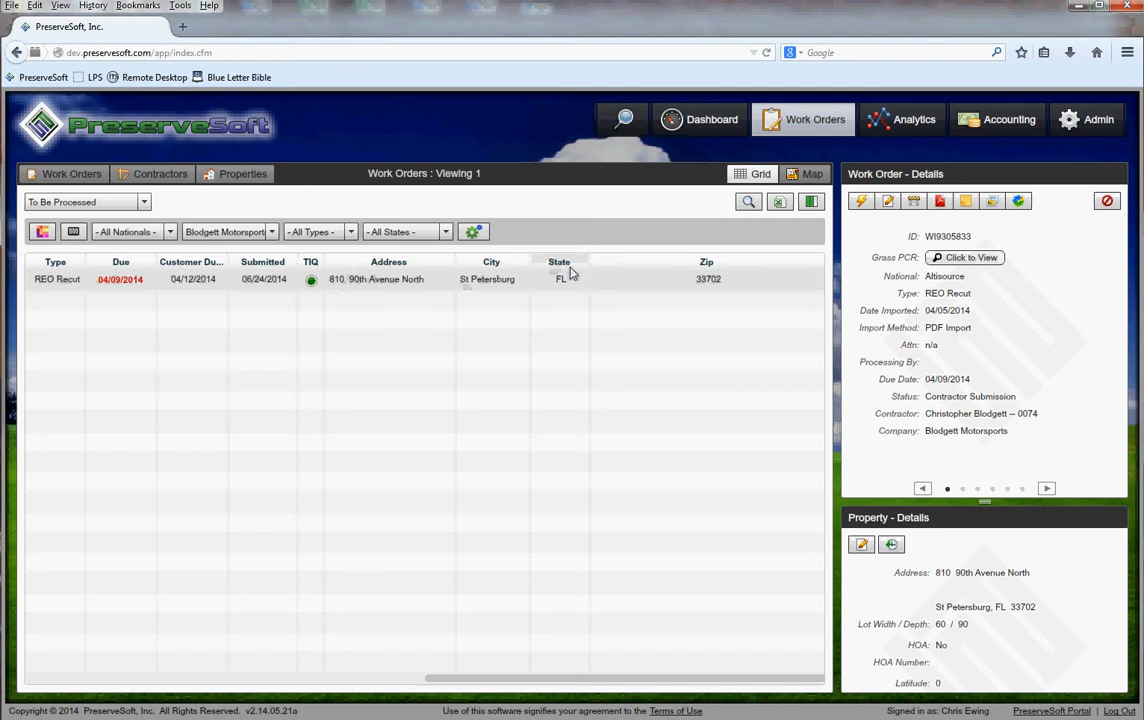 File Edit View History Bookmarks Tools Help
PreserveSoft, Inc. +
dev.preservesoft.com/app/index.cfm Google
PreserveSoft LPS Remote Desktop Blue Letter Bible
PreserveSoft
Dashboard Work Orders Analytics Accounting Admin
Work Orders Contractors Properties Work Orders : Viewing 1 Grid Map
To Be Processed
- All Nationals - Blodgett Motorsport - All Types - - All States -
Type Due Customer Du... Submitted TIQ Address City State Zip
REO Recut 04/09/2014 04/12/2014 06/24/2014 810 90th Avenue North St Petersburg FL 33702
Work Order - Details
ID: WI9305833
Grass PCR: Click to View
National: Altisource
Type: REO Recut
Date Imported: 04/05/2014
Import Method: PDF Import
Attn: n/a
Processing By:
Due Date: 04/09/2014
Status: Contractor Submission
Contractor: Christopher Blodgett -- 0074
Company: Blodgett Motorsports
Property - Details
Address: 810 90th Avenue North
St Petersburg, FL 33702
Lot Width / Depth: 60 / 90
HOA: No
HOA Number:
Latitude: 0
Copyright © 2014 PreserveSoft, Inc. All Rights Reserved. v2.14.05.21a Use of this software signifies your agreement to the Terms of Use Signed in as: Chris Ewing PreserveSoft Portal | Log Out